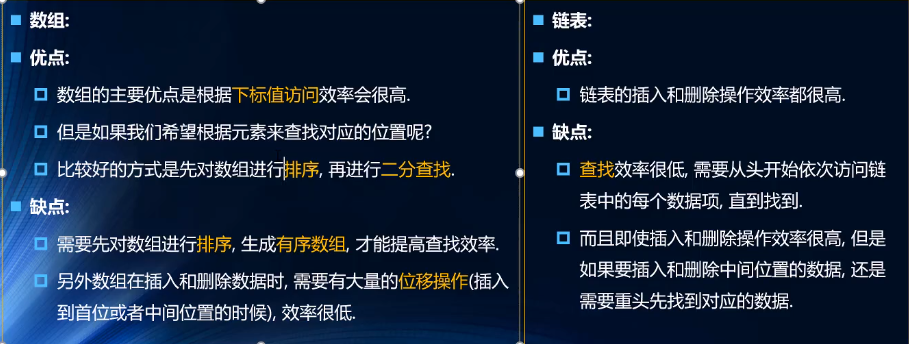 数组:
优点:
数组的主要优点是根据下标值访问效率会很高.
但是如果我们希望根据元素来查找对应的位置呢?
比较好的方式是先对数组进行排序, 再进行二分查找.
缺点:
需要先对数组进行排序, 生成有序数组, 才能提高查找效率.
另外数组在插入和删除数据时, 需要有大量的位移操作(插入
到首位或者中间位置的时候), 效率很低.
链表:
优点:
链表的插入和删除操作效率都很高.
缺点:
查找效率很低, 需要从头开始依次访问链
表中的每个数据项, 直到找到.
而且即使插入和删除操作效率很高, 但是
如果要插入和删除中间位置的数据, 还是
需要重头先找到对应的数据.